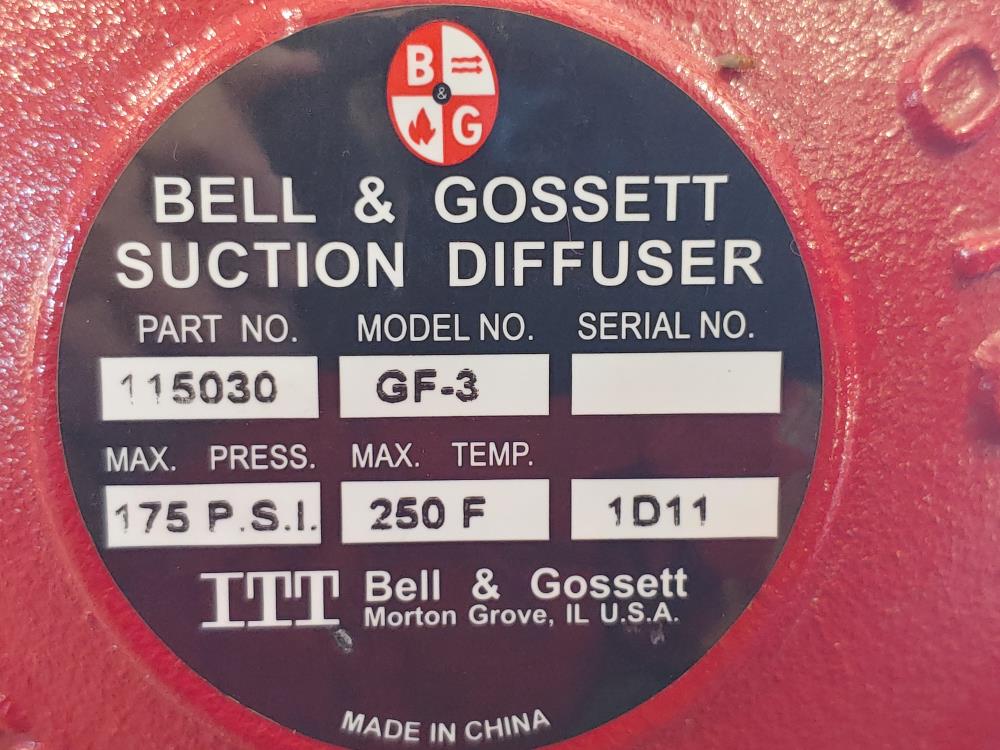 B
&
G
BELL & GOSSETT
SUCTION DIFFUSER
PART NO. MODEL NO. SERIAL NO.
115030 GF-3
MAX. PRESS. MAX. TEMP.
175 P.S.I. 250 F 1D11
ITT Bell & Gossett
Morton Grove, IL U.S.A.
MADE IN CHINA